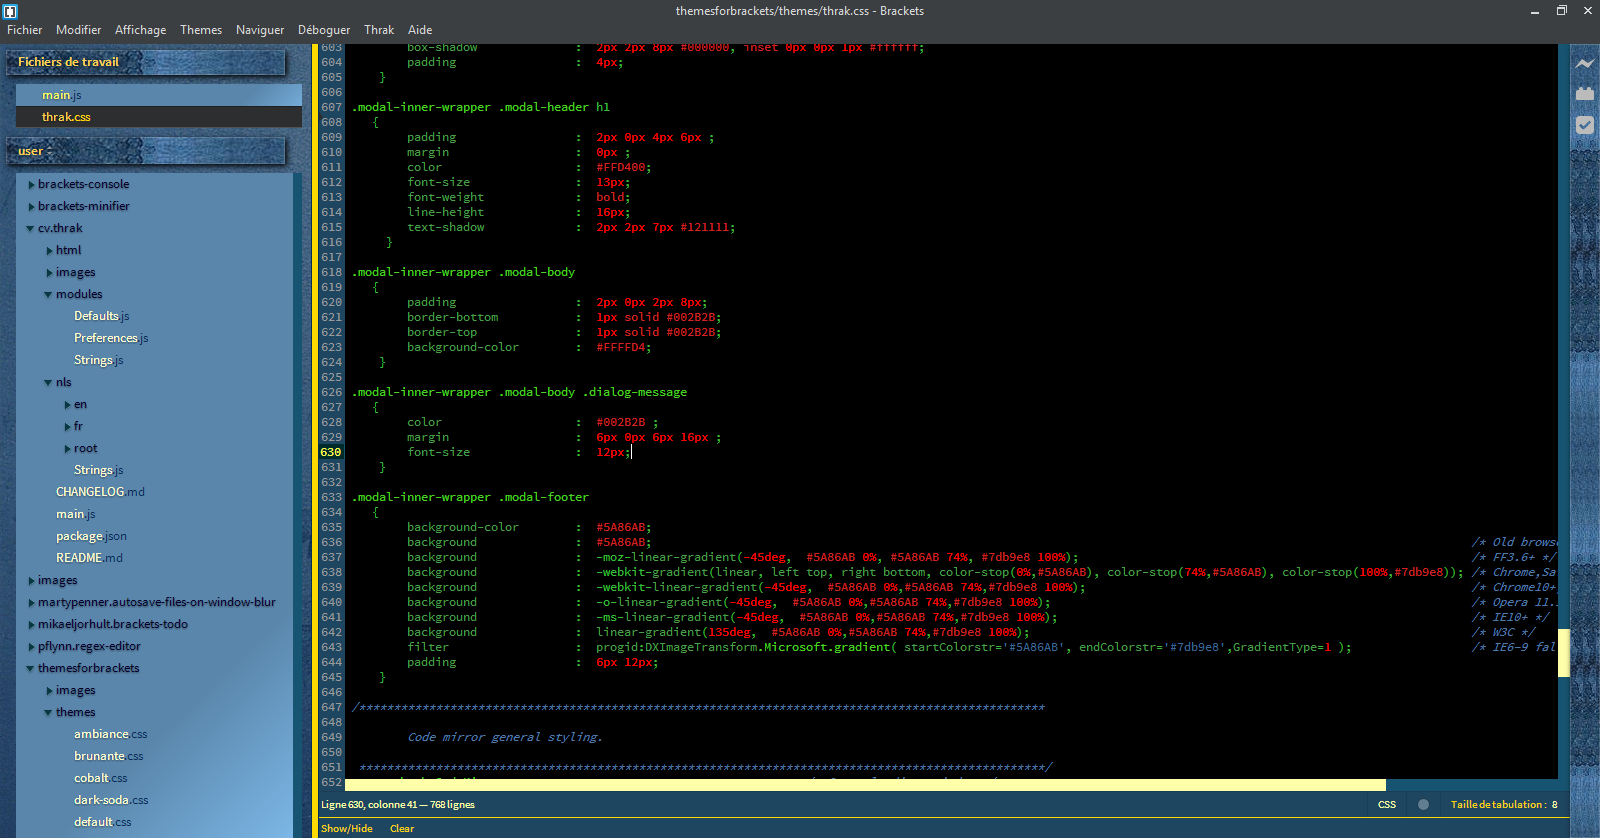 themesforbrackets/themes/thrak.css - Brackets
Fichier Modifier Affichage Themes Naviguer Déboguer Thrak Aide
Fichiers de travail
main.js
thrak.css
user
brackets-console
brackets-minifier
cv.thrak
html
images
modules
Defaults.js
Preferences.js
Strings.js
nls
en
fr
root
Strings.js
CHANGELOG.md
main.js
package.json
README.md
images
martypenner.autosave-files-on-window-blur
mikaeljorhult.brackets-todo
pflynn.regex-editor
themesforbrackets
images
themes
ambiance.css
brunante.css
cobalt.css
dark-soda.css
default.css
603 box-shadow : 2px 2px 8px #000000, inset 0px 0px 1px #ffffff;
604 padding : 4px;
605 }
606
607 .modal-inner-wrapper .modal-header h1
608 {
609 padding : 2px 0px 4px 6px ;
610 margin : 0px ;
611 color : #FFD400;
612 font-size : 13px;
613 font-weight : bold;
614 line-height : 16px;
615 text-shadow : 2px 2px 7px #121111;
616 }
617
618 .modal-inner-wrapper .modal-body
619 {
620 padding : 2px 0px 2px 8px;
621 border-bottom : 1px solid #002B2B;
622 border-top : 1px solid #002B2B;
623 background-color : #FFFFD4;
624 }
625
626 .modal-inner-wrapper .modal-body .dialog-message
627 {
628 color : #002B2B ;
629 margin : 6px 0px 6px 16px ;
630 font-size : 12px;
631 }
632
633 .modal-inner-wrapper .modal-footer
634 {
635 background-color : #5A86AB;
636 background : #5A86AB; /* Old browse
637 background : -moz-linear-gradient(-45deg, #5A86AB 0%, #5A86AB 74%, #7db9e8 100%); /* FF3.6+ */
638 background : -webkit-gradient(linear, left top, right bottom, color-stop(0%,#5A86AB), color-stop(74%,#5A86AB), color-stop(100%,#7db9e8)); /* Chrome,Sa
639 background : -webkit-linear-gradient(-45deg, #5A86AB 0%,#5A86AB 74%,#7db9e8 100%); /* Chrome10+,
640 background : -o-linear-gradient(-45deg, #5A86AB 0%,#5A86AB 74%,#7db9e8 100%); /* Opera 11.
641 background : -ms-linear-gradient(-45deg, #5A86AB 0%,#5A86AB 74%,#7db9e8 100%); /* IE10+ */
642 background : linear-gradient(135deg, #5A86AB 0%,#5A86AB 74%,#7db9e8 100%); /* W3C */
643 filter : progid:DXImageTransform.Microsoft.gradient( startColorstr='#5A86AB', endColorstr='#7db9e8',GradientType=1 ); /* IE6-9 fal
644 padding : 6px 12px;
645 }
646
647 /**************************************************************************************************
648
649 Code mirror general styling.
650
651 **************************************************************************************************/
652
Ligne 630, colonne 41 — 768 lignes CSS Taille de tabulation : 8
Show/Hide Clear